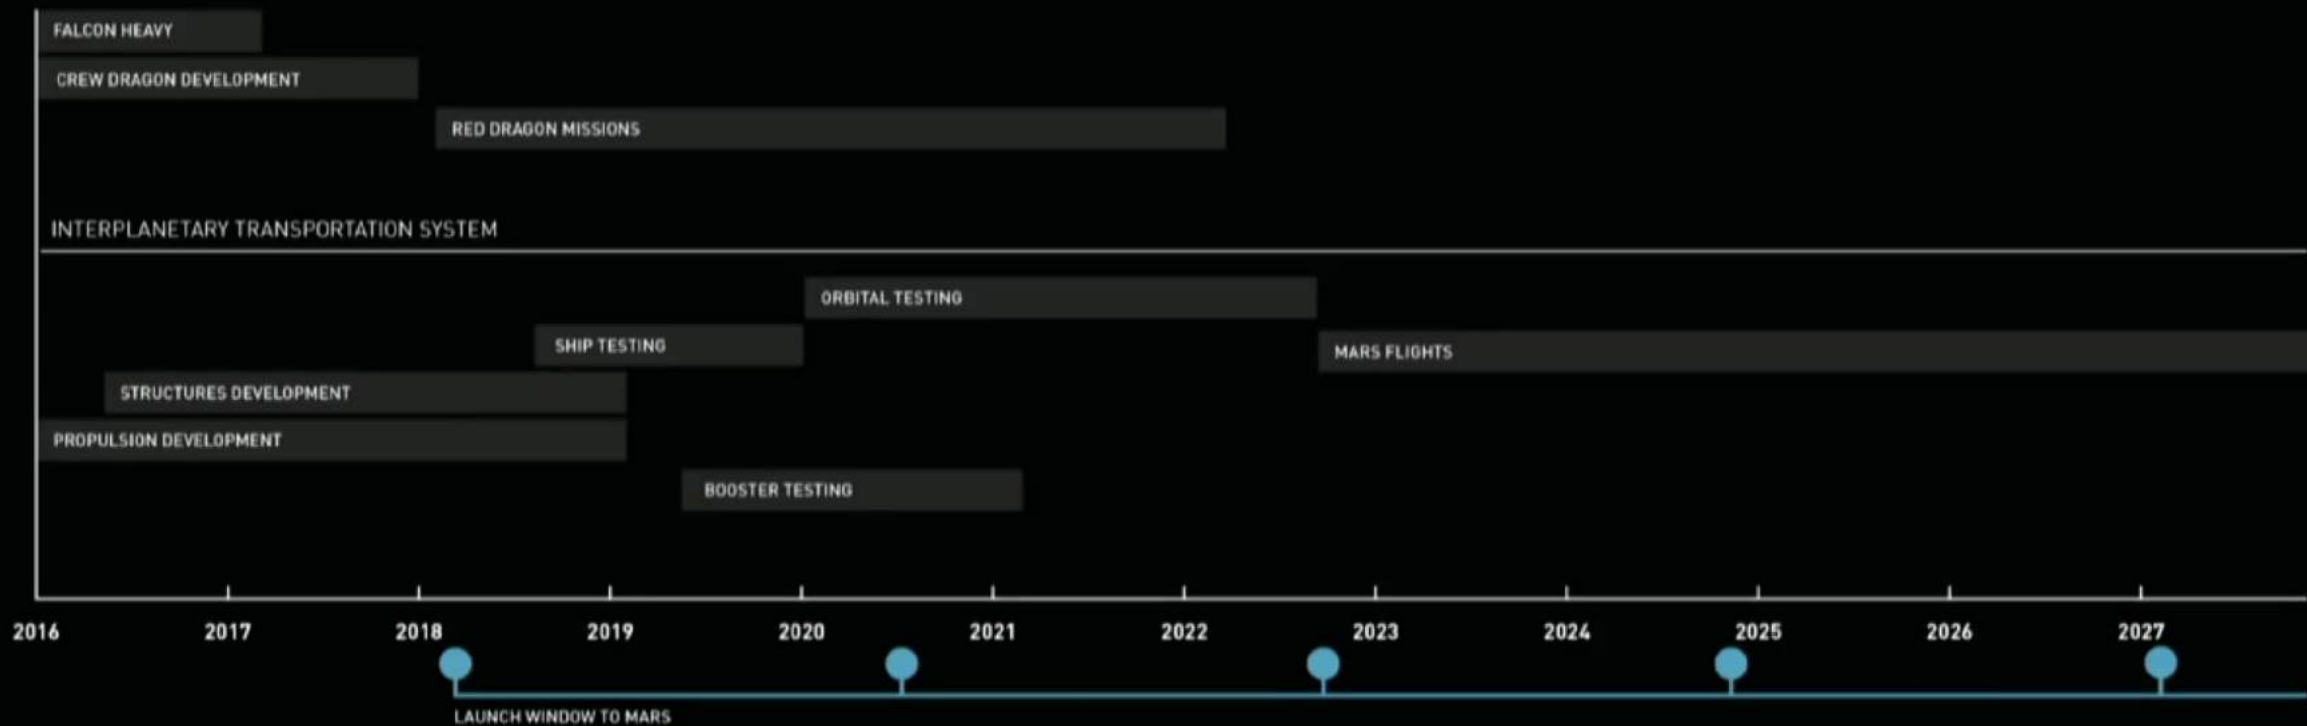 FALCON HEAVY
CREW DRAGON DEVELOPMENT
RED DRAGON MISSIONS
INTERPLANETARY TRANSPORTATION SYSTEM
ORBITAL TESTING
SHIP TESTING
MARS FLIGHTS
STRUCTURES DEVELOPMENT
PROPULSION DEVELOPMENT
BOOSTER TESTING
2016 2017 2018 2019 2020 2021 2022 2023 2024 2025 2026 2027
LAUNCH WINDOW TO MARS